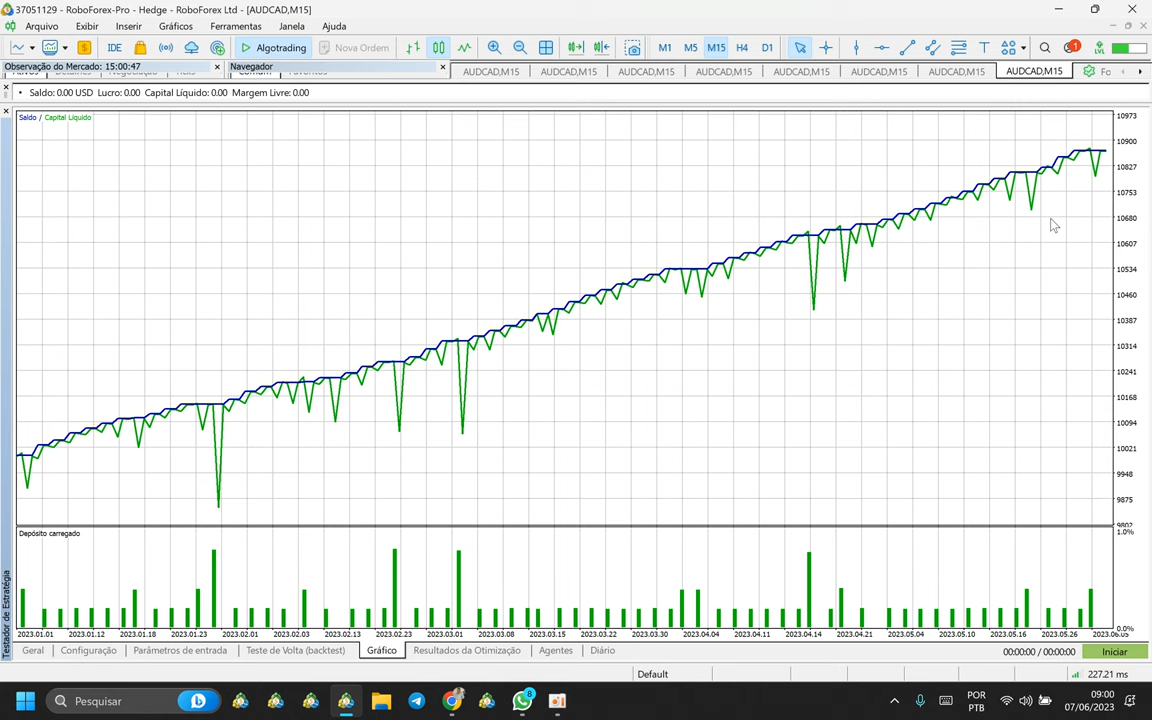 37051129 - RoboForex-Pro - Hedge - RoboForex Ltd - [AUDCAD,M15]
Arquivo Exibir Inserir Gráficos Ferramentas Janela Ajuda
IDE Algotrading Nova Ordem M1 M5 M15 H4 D1 1 LVL
Observação do Mercado: 15:00:47 Navegador
AUDCAD,M15 AUDCAD,M15 AUDCAD,M15 AUDCAD,M15 AUDCAD,M15 AUDCAD,M15 AUDCAD,M15 AUDCAD,M15 Fo
Saldo: 0.00 USD Lucro: 0.00 Capital Líquido: 0.00 Margem Livre: 0.00
Saldo / Capital Líquido
10973
10900
10827
10753
10680
10607
10534
10460
10387
10314
10241
10168
10094
10021
9948
9875
9802
Depósito carregado
1.0%
0.0%
2023.01.01 2023.01.12 2023.01.18 2023.01.23 2023.02.01 2023.02.03 2023.02.13 2023.02.23 2023.03.01 2023.03.08 2023.03.15 2023.03.22 2023.03.30 2023.04.04 2023.04.11 2023.04.14 2023.04.21 2023.05.04 2023.05.10 2023.05.16 2023.05.26 2023.06.05
Testador de Estratégia
Geral Configuração Parâmetros de entrada Teste de Volta (backtest) Gráfico Resultados da Otimização Agentes Diário 00:00:00 / 00:00:00 Iniciar
Default 227.21 ms
Pesquisar 8 POR 09:00
PTB 07/06/2023